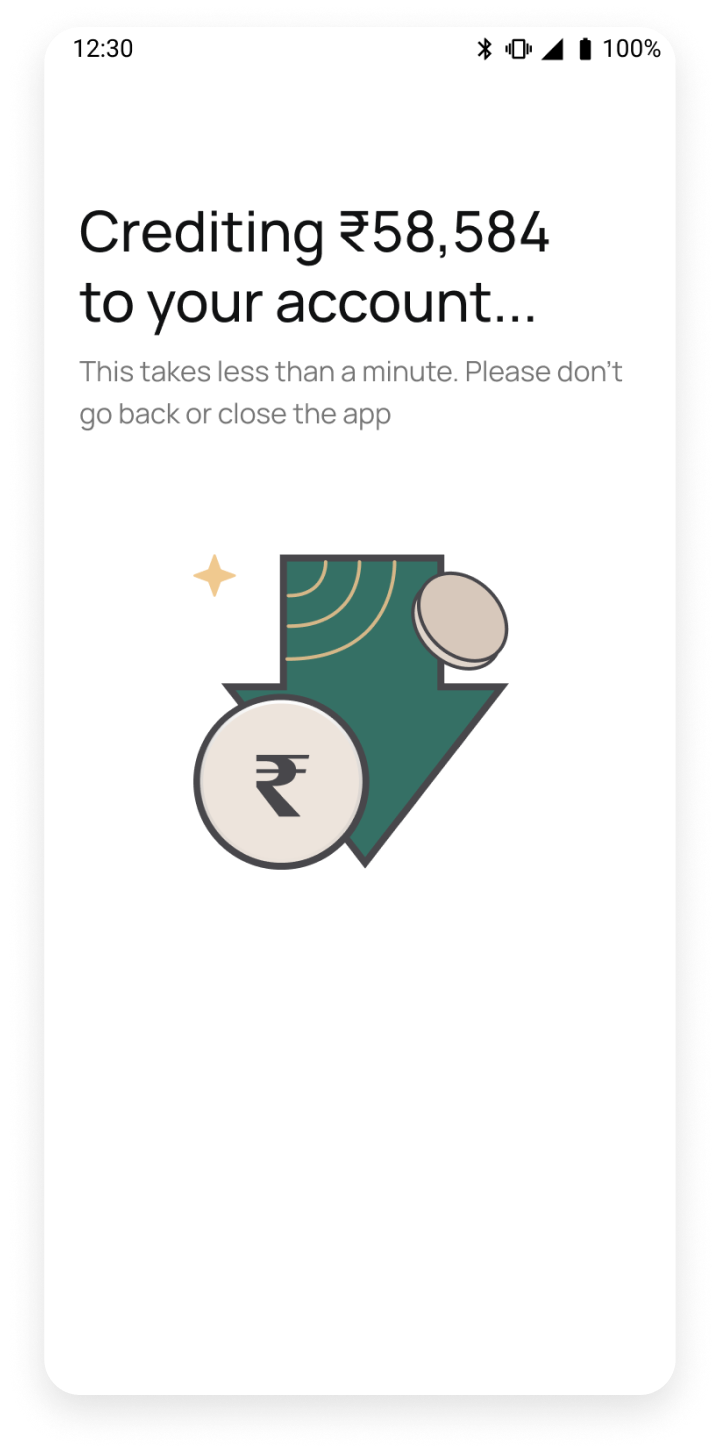 12:30 100%
Crediting ₹58,584
to your account...
This takes less than a minute. Please don't
go back or close the app
₹